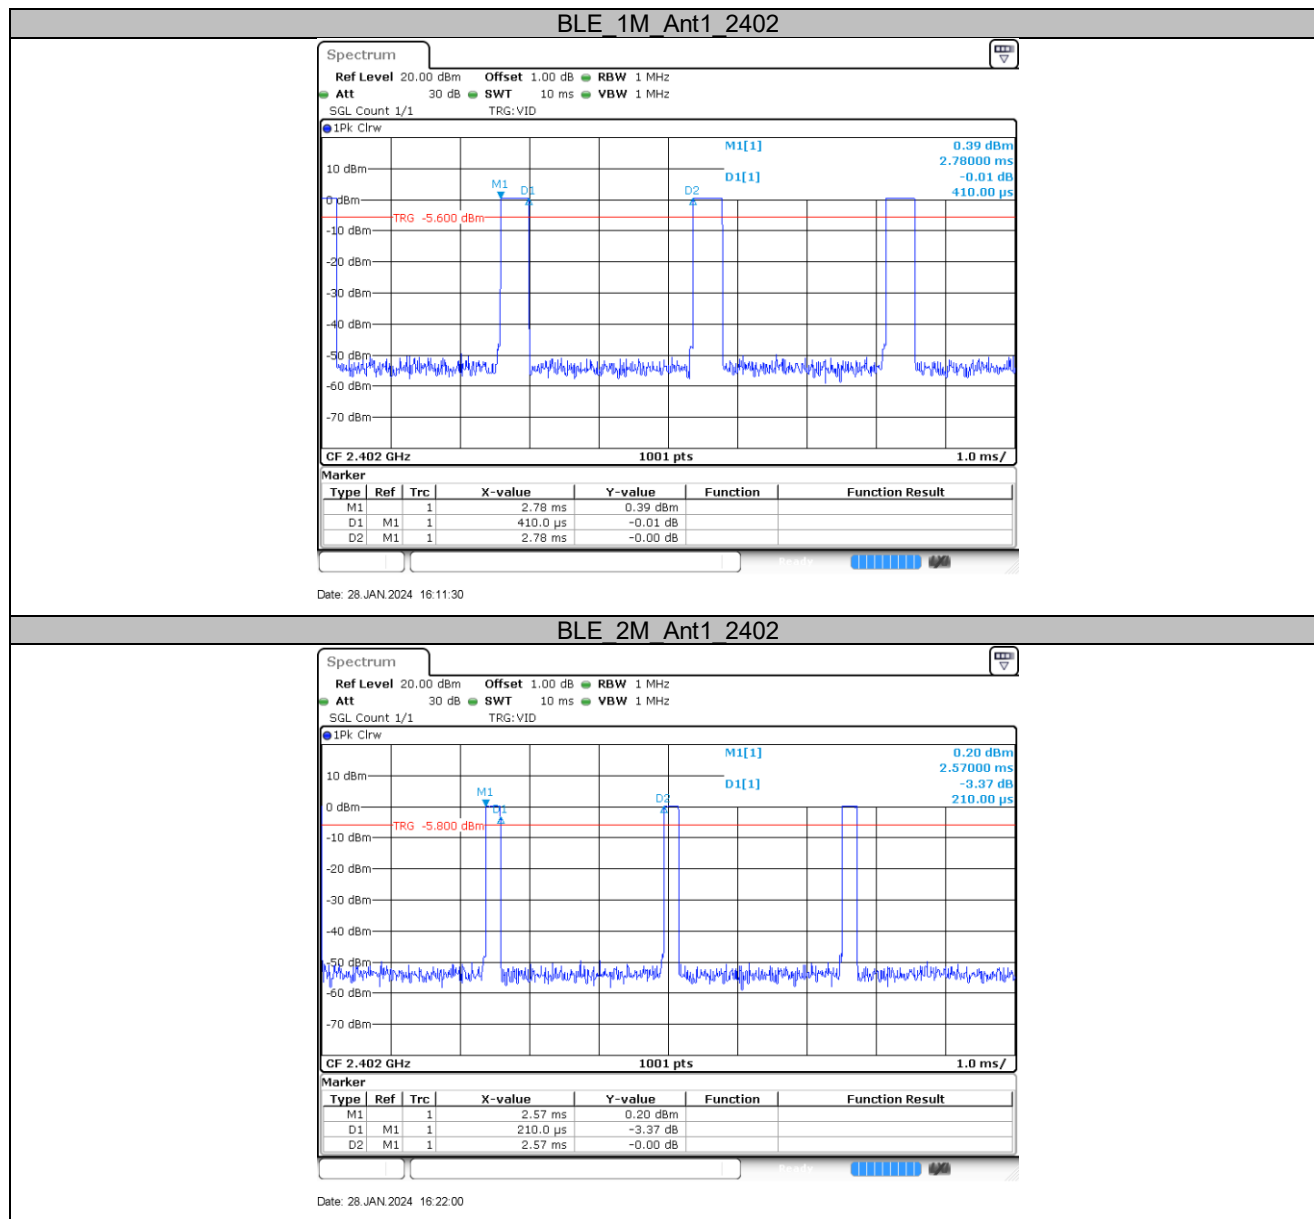 BLE_1M_Ant1_2402
Spectrum
Ref Level 20.00 dBm Offset 1.00 dB RBW 1 MHz
Att 30 dB SWT 10 ms VBW 1 MHz
SGL Count 1/1 TRG:VID
1Pk Clrw
M1[1] 0.39 dBm
2.78000 ms
10 dBm
D1[1] -0.01 dB
410.00 µs
M1 D1 D2
0 dBm
TRG -5.600 dBm
-10 dBm
-20 dBm
-30 dBm
-40 dBm
-50 dBm
-60 dBm
-70 dBm
CF 2.402 GHz 1001 pts 1.0 ms/
Marker
Type Ref Trc X-value Y-value Function Function Result
M1 1 2.78 ms 0.39 dBm
D1 M1 1 410.0 µs -0.01 dB
D2 M1 1 2.78 ms -0.00 dB
Ready
Date: 28.JAN.2024 16:11:30
BLE_2M_Ant1_2402
Spectrum
Ref Level 20.00 dBm Offset 1.00 dB RBW 1 MHz
Att 30 dB SWT 10 ms VBW 1 MHz
SGL Count 1/1 TRG:VID
1Pk Clrw
M1[1] 0.20 dBm
2.57000 ms
10 dBm
D1[1] -3.37 dB
210.00 µs
M1 D2
0 dBm D1
TRG -5.800 dBm
-10 dBm
-20 dBm
-30 dBm
-40 dBm
-50 dBm
-60 dBm
-70 dBm
CF 2.402 GHz 1001 pts 1.0 ms/
Marker
Type Ref Trc X-value Y-value Function Function Result
M1 1 2.57 ms 0.20 dBm
D1 M1 1 210.0 µs -3.37 dB
D2 M1 1 2.57 ms -0.00 dB
Ready
Date: 28.JAN.2024 16:22:00